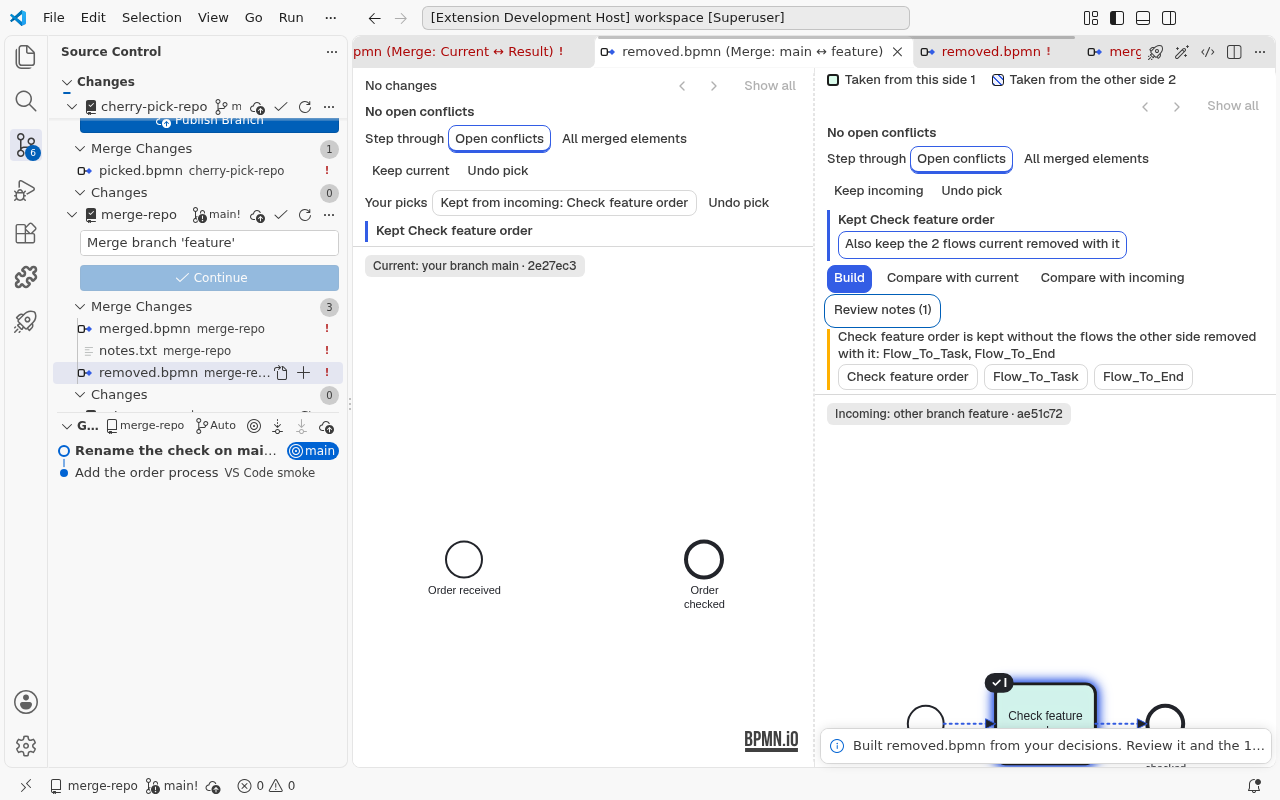 File Edit Selection View Go Run ···
[Extension Development Host] workspace [Superuser]
Source Control ···
Changes
cherry-pick-repo m ···
Publish Branch
Merge Changes 1
picked.bpmn cherry-pick-repo !
Changes 0
merge-repo main! ···
Merge branch 'feature'
Continue
Merge Changes 3
merged.bpmn merge-repo !
notes.txt merge-repo !
removed.bpmn merge-re... !
Changes 0
G... merge-repo Auto
Rename the check on mai... main
Add the order process VS Code smoke
6
pmn (Merge: Current ↔ Result) !
removed.bpmn (Merge: main ↔ feature)
removed.bpmn !
merg
No changes
Show all
No open conflicts
Step through Open conflicts All merged elements
Keep current Undo pick
Your picks Kept from incoming: Check feature order Undo pick
Kept Check feature order
Current: your branch main · 2e27ec3
Order received
Order
checked
BPMN.iO
Taken from this side 1 Taken from the other side 2
Show all
No open conflicts
Step through Open conflicts All merged elements
Keep incoming Undo pick
Kept Check feature order
Also keep the 2 flows current removed with it
Build Compare with current Compare with incoming
Review notes (1)
Check feature order is kept without the flows the other side removed
with it: Flow_To_Task, Flow_To_End
Check feature order Flow_To_Task Flow_To_End
Incoming: other branch feature · ae51c72
I
Check feature
Built removed.bpmn from your decisions. Review it and the 1...
merge-repo main! 0 0